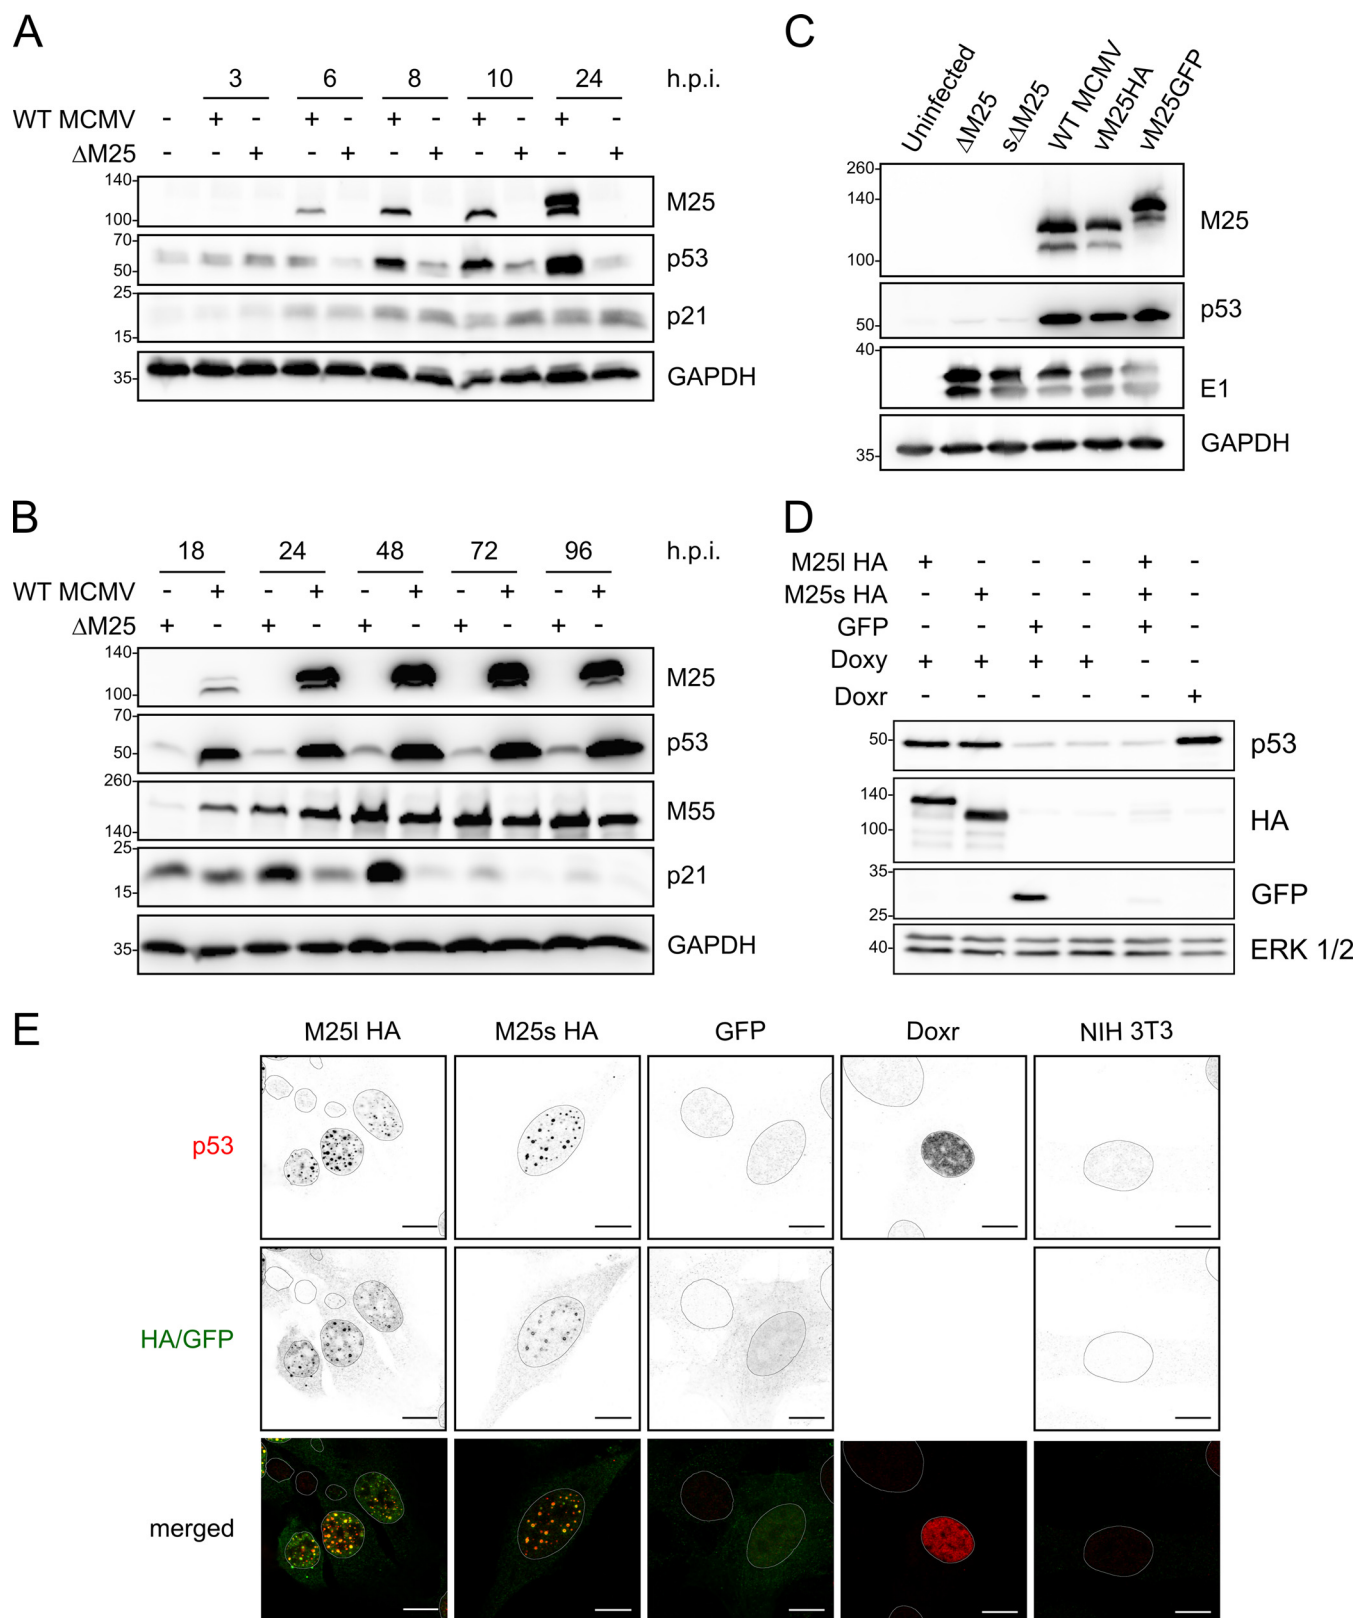 A
3 6 8 10 24 h.p.i.
WT MCMV - + - + - + - + - + -
ΔM25 - - + - + - + - + - +
140
100
M25
70
50
p53
25
15
p21
35
GAPDH
B
18 24 48 72 96 h.p.i.
WT MCMV - + - + - + - + - +
ΔM25 + - + - + - + - + -
140
100
M25
70
50
p53
260
140
M55
25
15
p21
35
GAPDH
C
Uninfected
ΔM25
sΔM25
WT MCMV
vM25HA
vM25GFP
260
140
100
M25
50
p53
40
E1
35
GAPDH
D
M25l HA + - - - + -
M25s HA - + - - + -
GFP - - + - + -
Doxy + + + + - -
Doxr - - - - - +
50
p53
140
100
HA
35
25
GFP
40
ERK 1/2
E
M25l HA M25s HA GFP Doxr NIH 3T3
p53
HA/GFP
merged